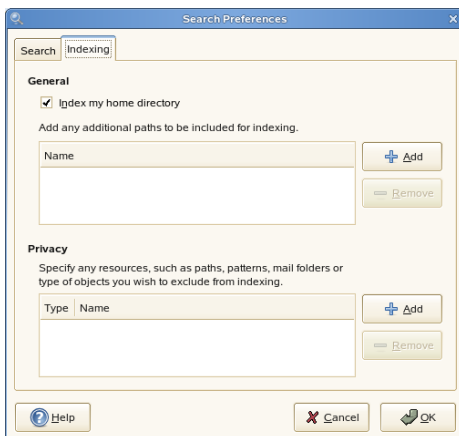 Search Preferences
Search Indexing
General
Index my home directory
Add any additional paths to be included for indexing.
Name
Add
Remove
Privacy
Specify any resources, such as paths, patterns, mail folders or
type of objects you wish to exclude from indexing.
Type Name
Add
Remove
Help Cancel OK